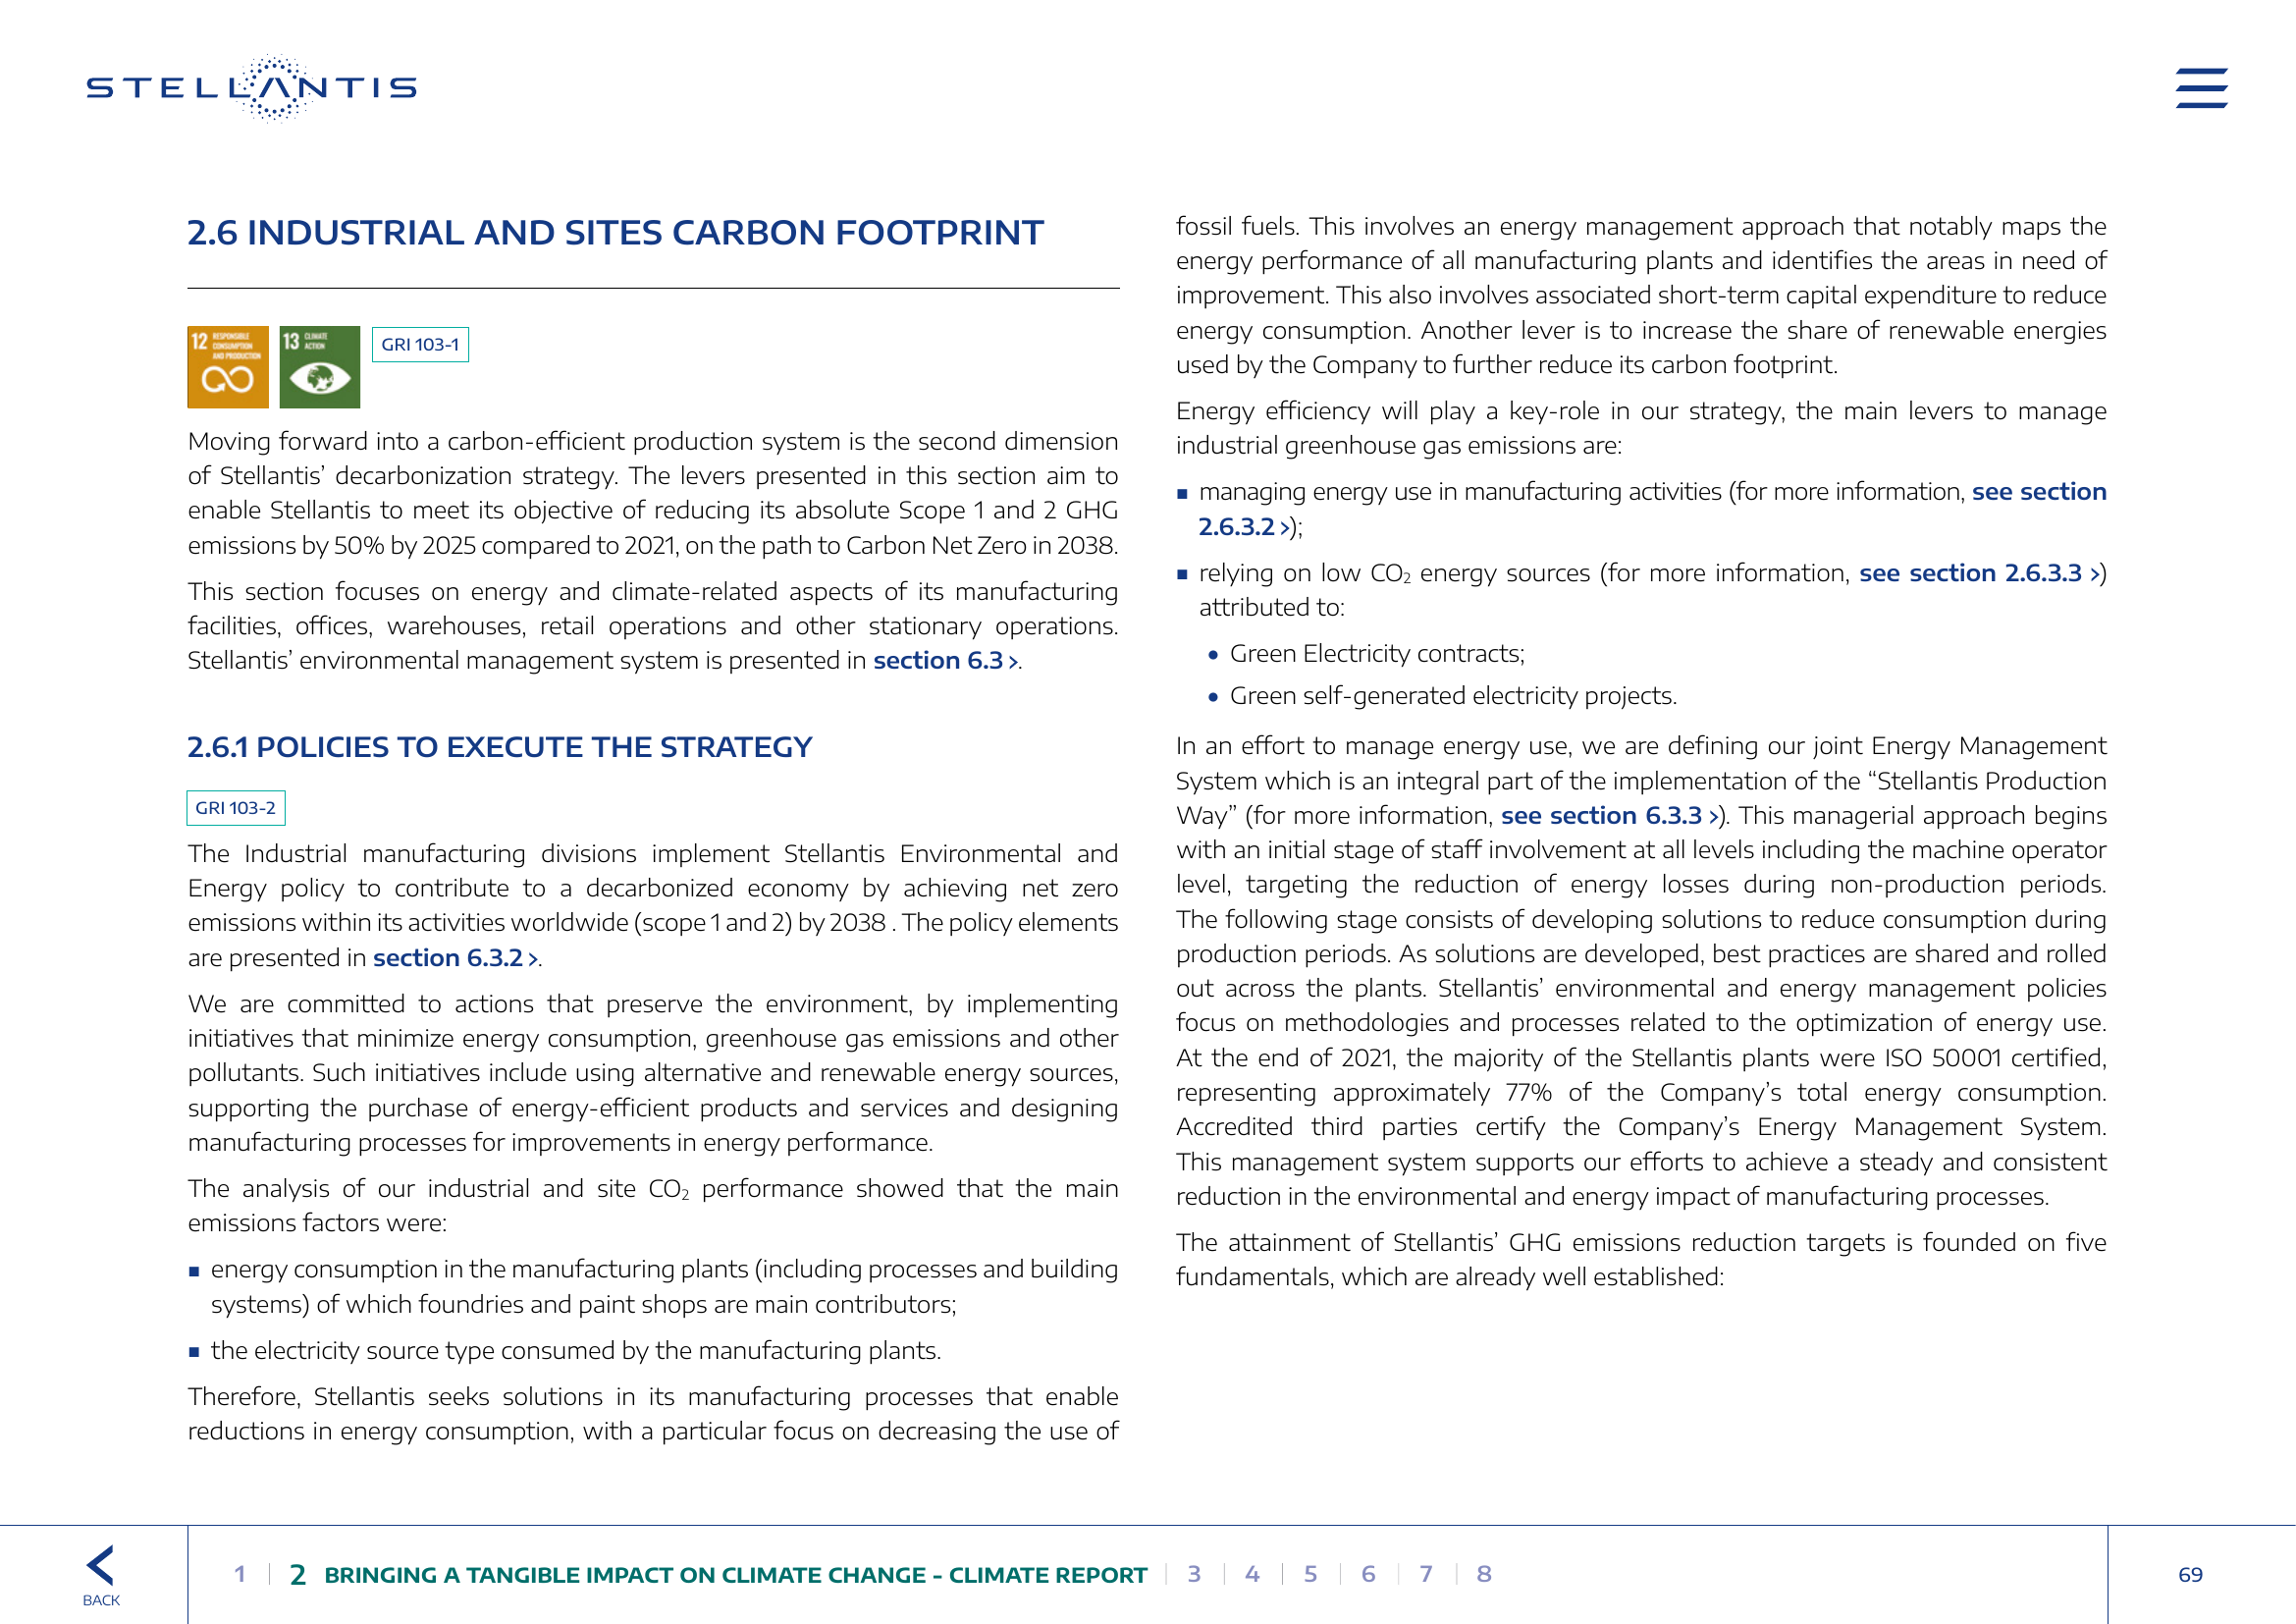 STELLANTIS
2.6 INDUSTRIAL AND SITES CARBON FOOTPRINT
12 RESPONSIBLE
CONSUMPTION
AND PRODUCTION
13 CLIMATE
ACTION
GRI 103-1
Moving forward into a carbon-efficient production system is the second dimension
of Stellantis’ decarbonization strategy. The levers presented in this section aim to
enable Stellantis to meet its objective of reducing its absolute Scope 1 and 2 GHG
emissions by 50% by 2025 compared to 2021, on the path to Carbon Net Zero in 2038.
This section focuses on energy and climate-related aspects of its manufacturing
facilities, offices, warehouses, retail operations and other stationary operations.
Stellantis’ environmental management system is presented in section 6.3 >.
2.6.1 POLICIES TO EXECUTE THE STRATEGY
GRI 103-2
The Industrial manufacturing divisions implement Stellantis Environmental and
Energy policy to contribute to a decarbonized economy by achieving net zero
emissions within its activities worldwide (scope 1 and 2) by 2038 . The policy elements
are presented in section 6.3.2 >.
We are committed to actions that preserve the environment, by implementing
initiatives that minimize energy consumption, greenhouse gas emissions and other
pollutants. Such initiatives include using alternative and renewable energy sources,
supporting the purchase of energy-efficient products and services and designing
manufacturing processes for improvements in energy performance.
The analysis of our industrial and site CO₂ performance showed that the main
emissions factors were:
■ energy consumption in the manufacturing plants (including processes and building
systems) of which foundries and paint shops are main contributors;
■ the electricity source type consumed by the manufacturing plants.
Therefore, Stellantis seeks solutions in its manufacturing processes that enable
reductions in energy consumption, with a particular focus on decreasing the use of
fossil fuels. This involves an energy management approach that notably maps the
energy performance of all manufacturing plants and identifies the areas in need of
improvement. This also involves associated short-term capital expenditure to reduce
energy consumption. Another lever is to increase the share of renewable energies
used by the Company to further reduce its carbon footprint.
Energy efficiency will play a key-role in our strategy, the main levers to manage
industrial greenhouse gas emissions are:
■ managing energy use in manufacturing activities (for more information, see section
2.6.3.2 >);
■ relying on low CO₂ energy sources (for more information, see section 2.6.3.3 >)
attributed to:
• Green Electricity contracts;
• Green self-generated electricity projects.
In an effort to manage energy use, we are defining our joint Energy Management
System which is an integral part of the implementation of the “Stellantis Production
Way” (for more information, see section 6.3.3 >). This managerial approach begins
with an initial stage of staff involvement at all levels including the machine operator
level, targeting the reduction of energy losses during non-production periods.
The following stage consists of developing solutions to reduce consumption during
production periods. As solutions are developed, best practices are shared and rolled
out across the plants. Stellantis’ environmental and energy management policies
focus on methodologies and processes related to the optimization of energy use.
At the end of 2021, the majority of the Stellantis plants were ISO 50001 certified,
representing approximately 77% of the Company’s total energy consumption.
Accredited third parties certify the Company’s Energy Management System.
This management system supports our efforts to achieve a steady and consistent
reduction in the environmental and energy impact of manufacturing processes.
The attainment of Stellantis’ GHG emissions reduction targets is founded on five
fundamentals, which are already well established:
BACK
1 2 BRINGING A TANGIBLE IMPACT ON CLIMATE CHANGE - CLIMATE REPORT 3 4 5 6 7 8
69